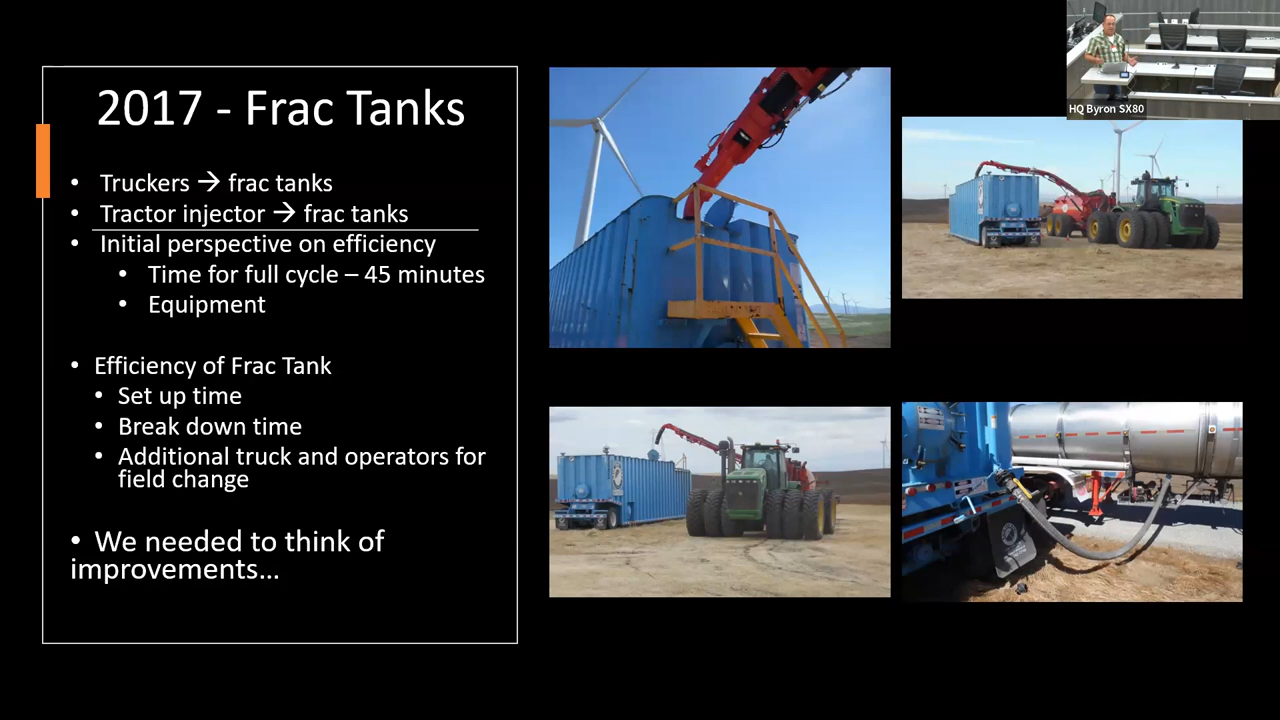 2017 - Frac Tanks
• Truckers → frac tanks
• Tractor injector → frac tanks
• Initial perspective on efficiency
• Time for full cycle – 45 minutes
• Equipment
• Efficiency of Frac Tank
• Set up time
• Break down time
• Additional truck and operators for
field change
• We needed to think of
improvements...
HQ Byron SX80